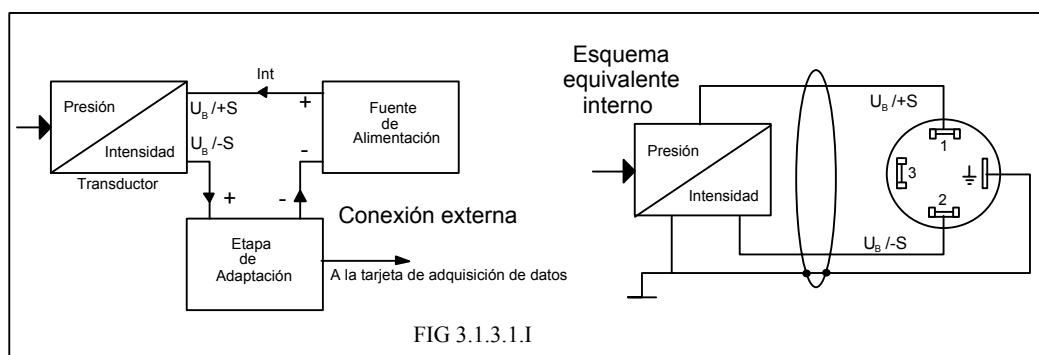 Presión
Intensidad
Transductor
U_B /+S
U_B /-S
Int
+
-
Fuente
de
Alimentación
+
-
Etapa
de
Adaptación
Conexión externa
A la tarjeta de adquisición de datos
Esquema
equivalente
interno
Presión
Intensidad
U_B /+S
U_B /-S
1
3
2
FIG 3.1.3.1.I